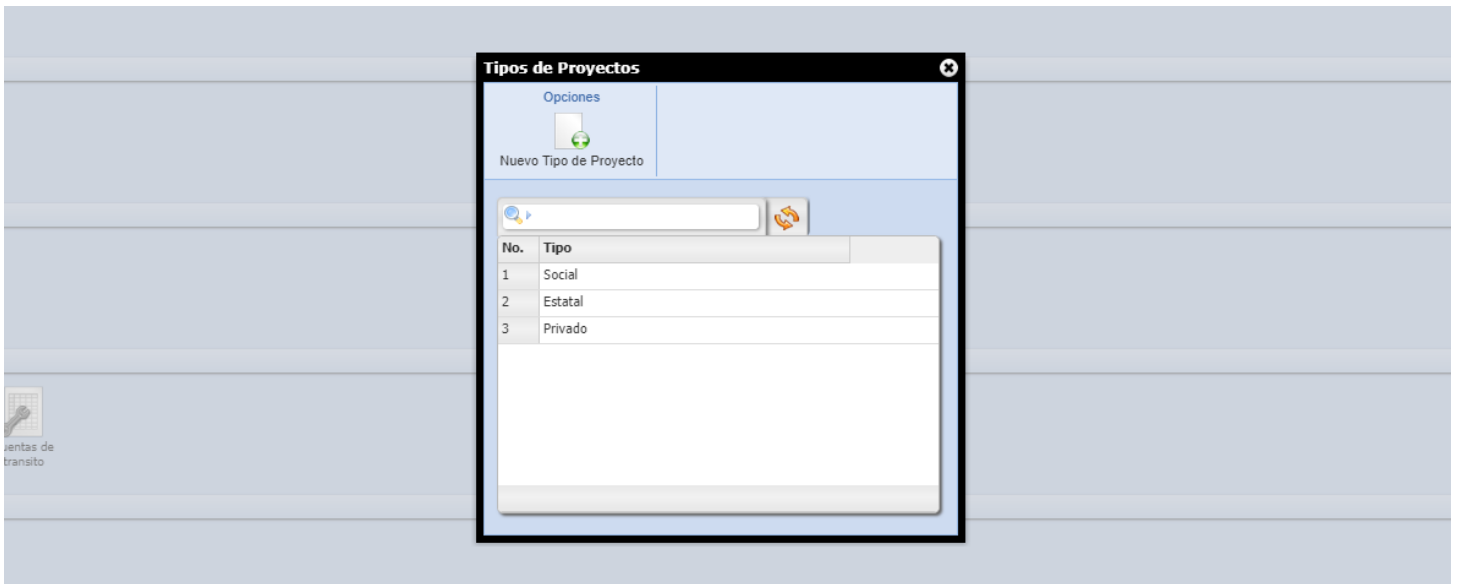 Tipos de Proyectos
Opciones
Nuevo Tipo de Proyecto
No. Tipo
1 Social
2 Estatal
3 Privado
uentas de
transito